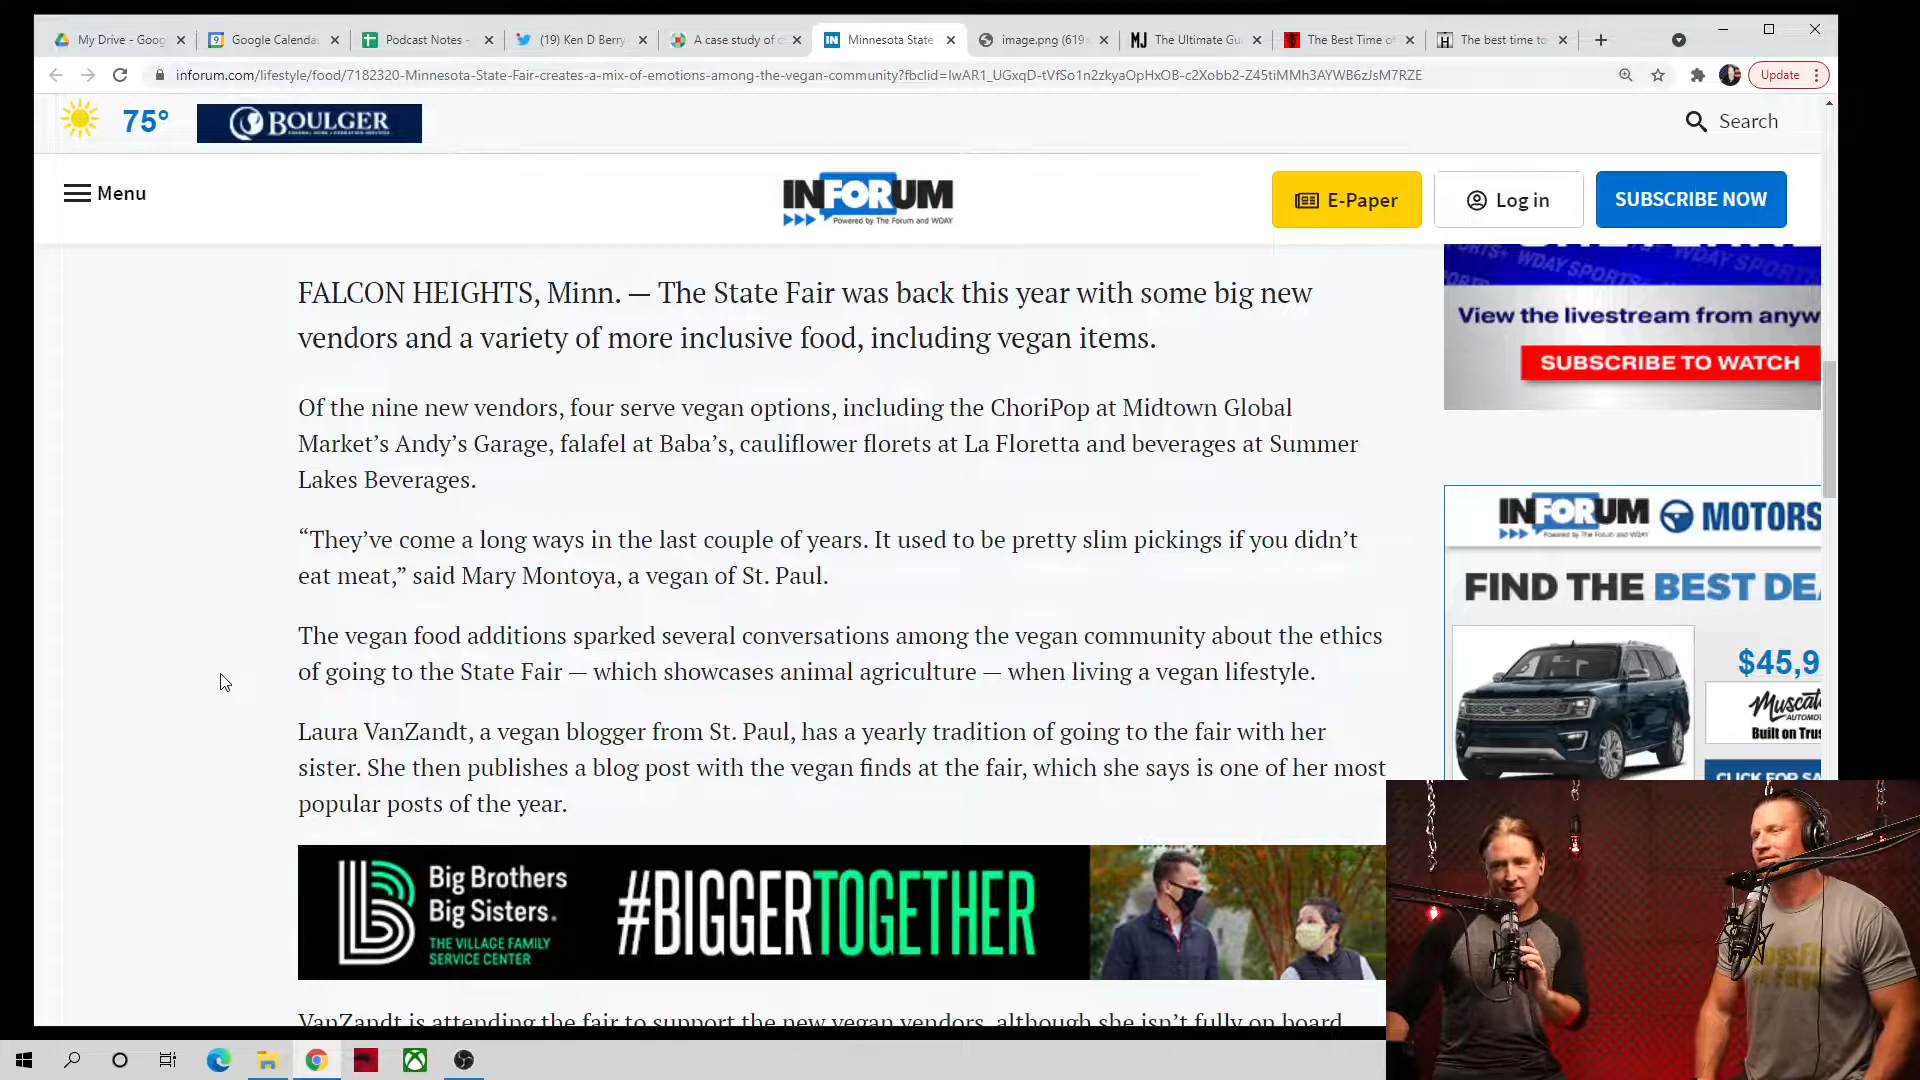 My Drive - Goog
Google Calenda
Podcast Notes -
(19) Ken D Berry
A case study of
Minnesota State
image.png (619
The Ultimate Gu
The Best Time o
The best time to
inforum.com/lifestyle/food/7182320-Minnesota-State-Fair-creates-a-mix-of-emotions-among-the-vegan-community?fbclid=IwAR1_UGxqD-tVfSo1n2zkyaOpHxOB-c2Xobb2-Z45tiMMh3AYWB6zJsM7RZE
Update
75°
BOULGER
Search
Menu
INFORUM
Powered by The Forum and WDAY
E-Paper
Log in
SUBSCRIBE NOW
FALCON HEIGHTS, Minn. — The State Fair was back this year with some big new
vendors and a variety of more inclusive food, including vegan items.
Of the nine new vendors, four serve vegan options, including the ChoriPop at Midtown Global
Market’s Andy’s Garage, falafel at Baba’s, cauliflower florets at La Floretta and beverages at Summer
Lakes Beverages.
“They’ve come a long ways in the last couple of years. It used to be pretty slim pickings if you didn’t
eat meat,” said Mary Montoya, a vegan of St. Paul.
The vegan food additions sparked several conversations among the vegan community about the ethics
of going to the State Fair — which showcases animal agriculture — when living a vegan lifestyle.
Laura VanZandt, a vegan blogger from St. Paul, has a yearly tradition of going to the fair with her
sister. She then publishes a blog post with the vegan finds at the fair, which she says is one of her most
popular posts of the year.
Big Brothers
Big Sisters.
THE VILLAGE FAMILY
SERVICE CENTER
#BIGGERTOGETHER
VanZandt is attending the fair to support the new vegan vendors, although she isn’t fully on board
WDAY SPORTS+
View the livestream from anyw
SUBSCRIBE TO WATCH
INFORUM MOTORS
Powered by The Forum and WDAY
FIND THE BEST DE
$45,9
Muscat
AUTOMO
Built on Trus
CLICK FOR SA